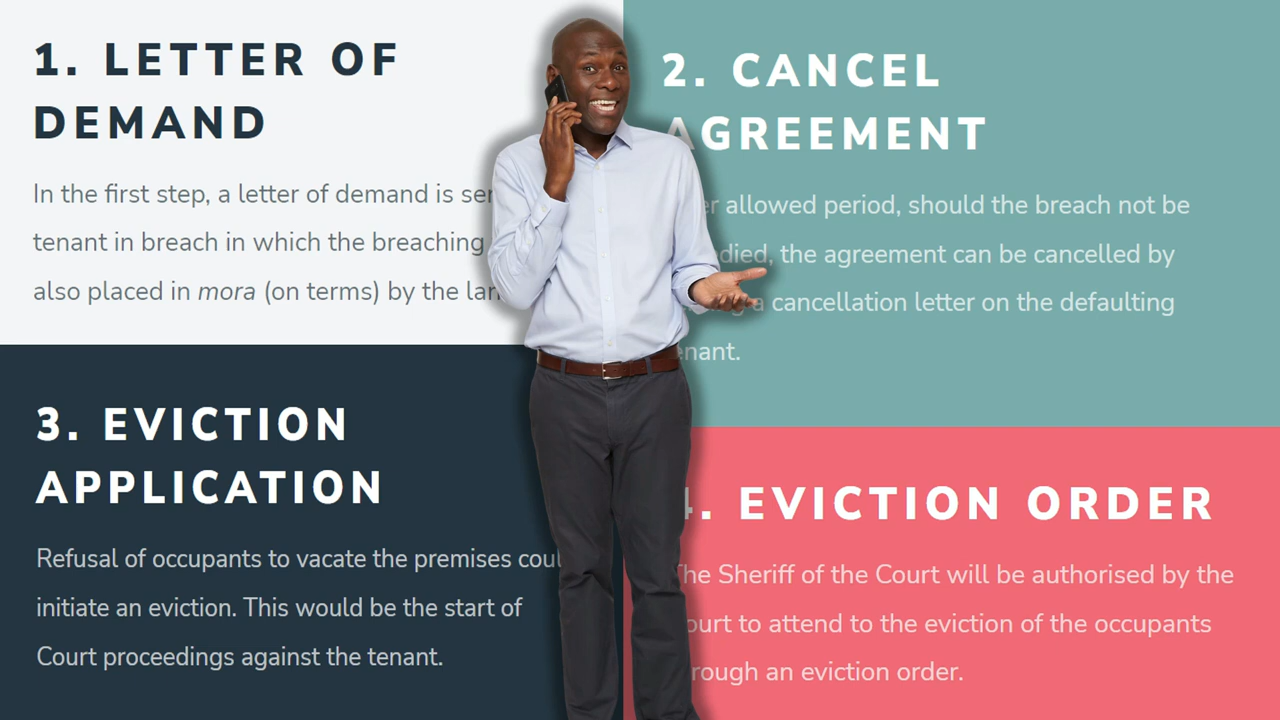 1. LETTER OF
DEMAND
In the first step, a letter of demand is
tenant in breach in which the breaching
also placed in mora (on terms) by the
2. CANCEL
AGREEMENT
allowed period, should the breach not be
the agreement can be cancelled by
a cancellation letter on the defaulting
tenant.
3. EVICTION
APPLICATION
Refusal of occupants to vacate the premises
initiate an eviction. This would be the start of
Court proceedings against the tenant.
4. EVICTION ORDER
The Sheriff of the Court will be authorised by the
Court to attend to the eviction of the occupants
through an eviction order.